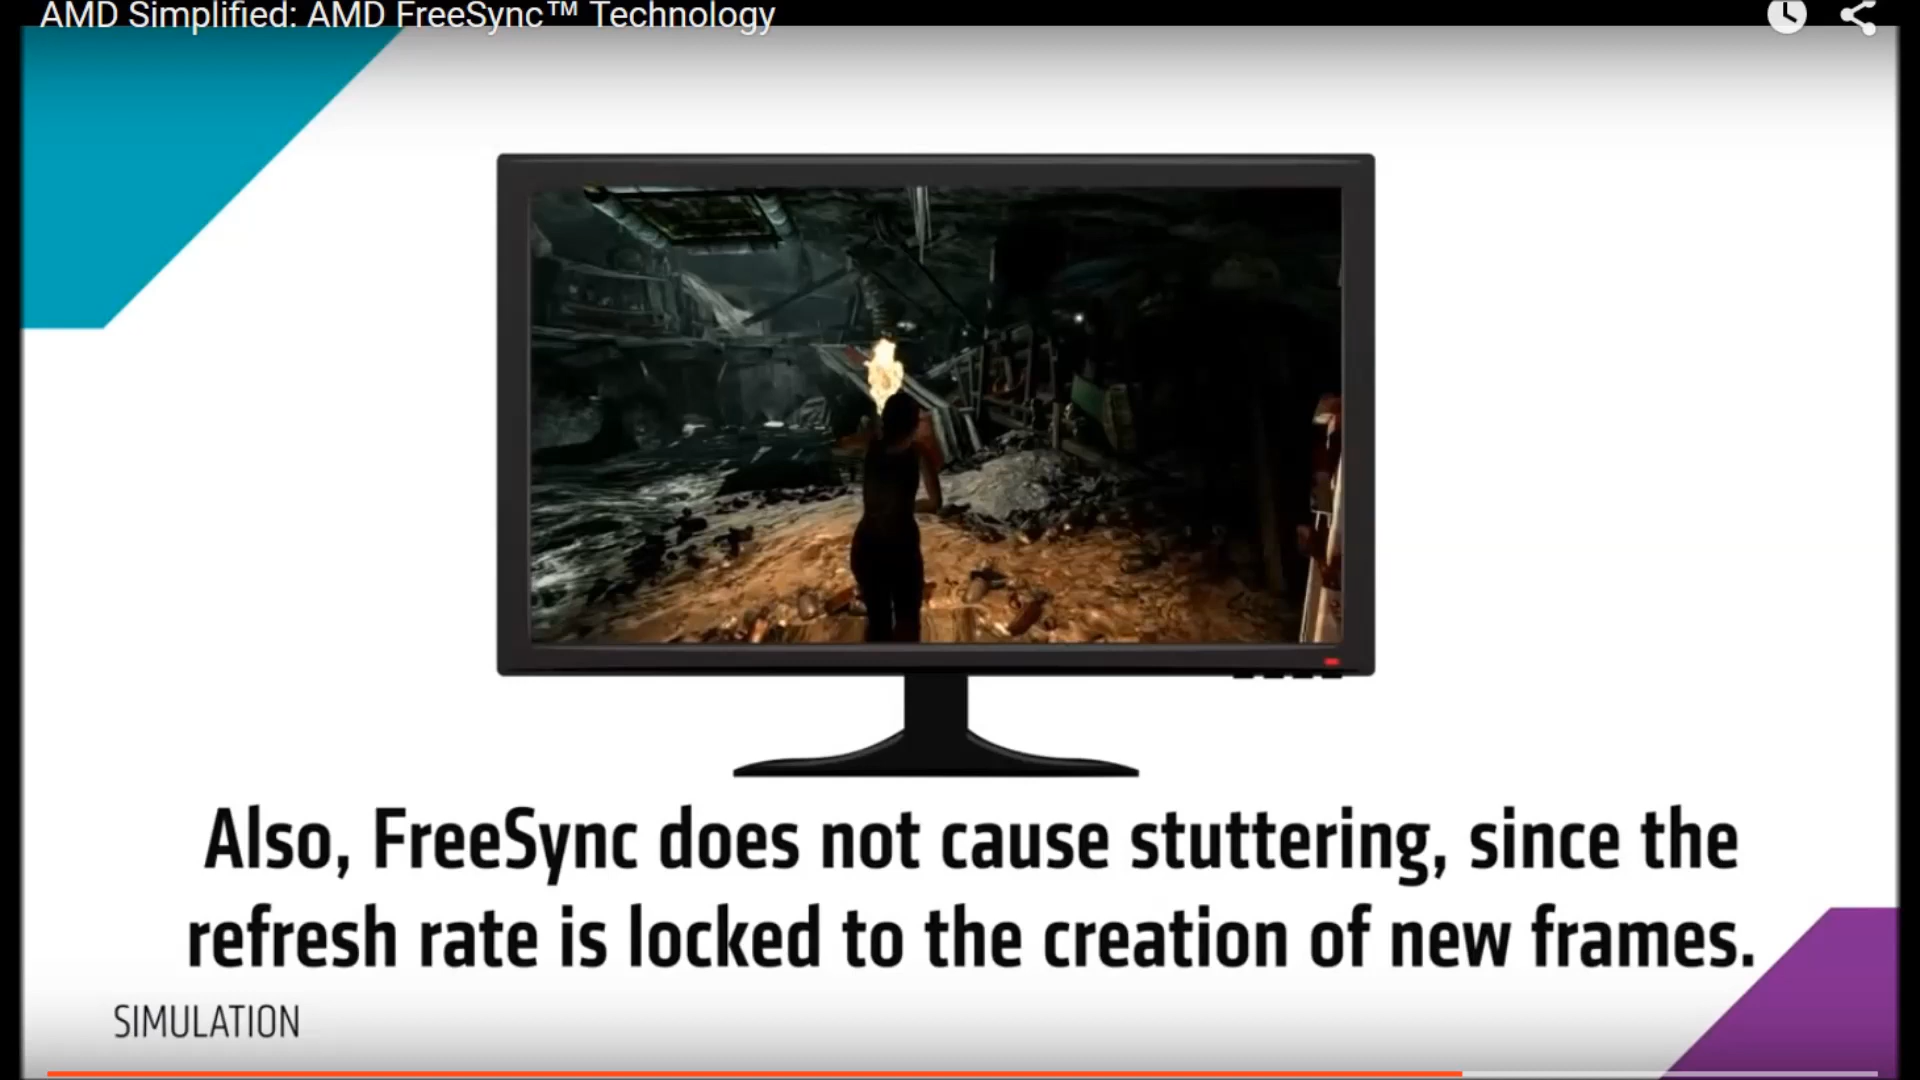 AMD Simplified: AMD FreeSync™ Technology
Also, FreeSync does not cause stuttering, since the
refresh rate is locked to the creation of new frames.
SIMULATION